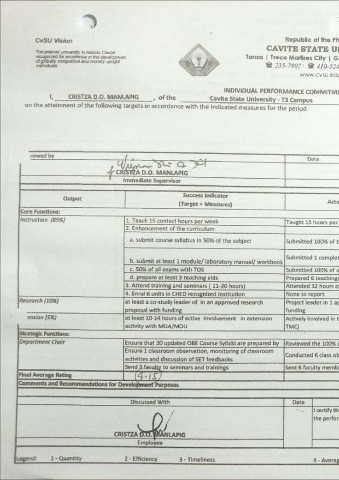 CvSU Vision
The premier university in historic Cavite
recognized for excellence in the development
of globally competitive and morally upright
individuals.
Republic of the Ph
CAVITE STATE U
Tanza | Trece Martires City | G
☎ 235-7997 ☎ 410-524
www.cvsu.ed
INDIVIDUAL PERFORMANCE COMMITME
I, CRISTZA D.O. MANLAPIG , of the Cavite State University - T3 Campus
on the attainment of the following targets in accordance with the indicated measures for the period
iewed by Date
CRISTZA D.O. MANLAPIG
Immediate Supervisor
Output Success Indicator (Target + Measures) Actu
Core Functions:
Instruction (85%) 1. Teach 15 contact hours per week Taught 15 hours per
2. Enhancement of the curriculum
a. submit course syllabus in 50% of the subject Submitted 100% of t
b. submit at least 1 module/ laboratory manual/ workbook Submitted 1 complet
c. 50% of all exams with TOS Submitted 100% of a
d. prepare at least 3 teaching aids Prepared 6 teaching
3. Attend training and seminars ( 11-20 hours) Attended 32 hours o
4. Enrol 6 units in CHED recognized institution None to report
Research (10%) at least a co-study leader of in an approved research Project leader in 1 ap
proposal with funding funding
ension (5%) at least 10-14 hours of active involvement in extension Actively involved in E
activity with MOA/MOU TMC)
Strategic Functions:
Department Chair Ensure that 20 updated OBE Course Syllabi are prepared by Reviewed the 100%
Ensure 1 classroom observation, monitoring of classroom Conducted 6 class ob
activities and discussion of SET feedbacks
Send 3 faculty to seminars and trainings Sent 6 faculty memb
Final Average Rating 4.15
Comments and Recommendations for Development Purposes
Discussed With Date
I certify th
the perfor
CRISTZA D.O. MANLAPIG
Employee
Legend: 1 - Quantity 2 - Efficiency 3 - Timeliness 4 - Averag